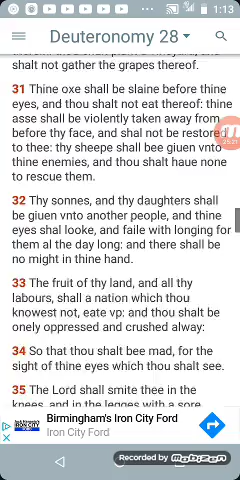 1:13
Deuteronomy 28
shalt not gather the grapes thereof.
31 Thine oxe shall be slaine before thine
eyes, and thou shalt not eat thereof: thine
asse shall be violently taken away from
before thy face, and shal not be restored
to thee: thy sheepe shall bee giuen vnto
thine enemies, and thou shalt haue none
to rescue them.
25:21
32 Thy sonnes, and thy daughters shall
be giuen vnto another people, and thine
eyes shal looke, and faile with longing for
them al the day long: and there shall be
no might in thine hand.
33 The fruit of thy land, and all thy
labours, shall a nation which thou
knowest not, eate vp: and thou shalt be
onely oppressed and crushed alway:
34 So that thou shalt bee mad, for the
sight of thine eyes which thou shalt see.
35 The Lord shall smite thee in the
knees, and in the legges with a sore
IRON CITY
Birmingham's Iron City Ford
Iron City Ford
Recorded by mobizen